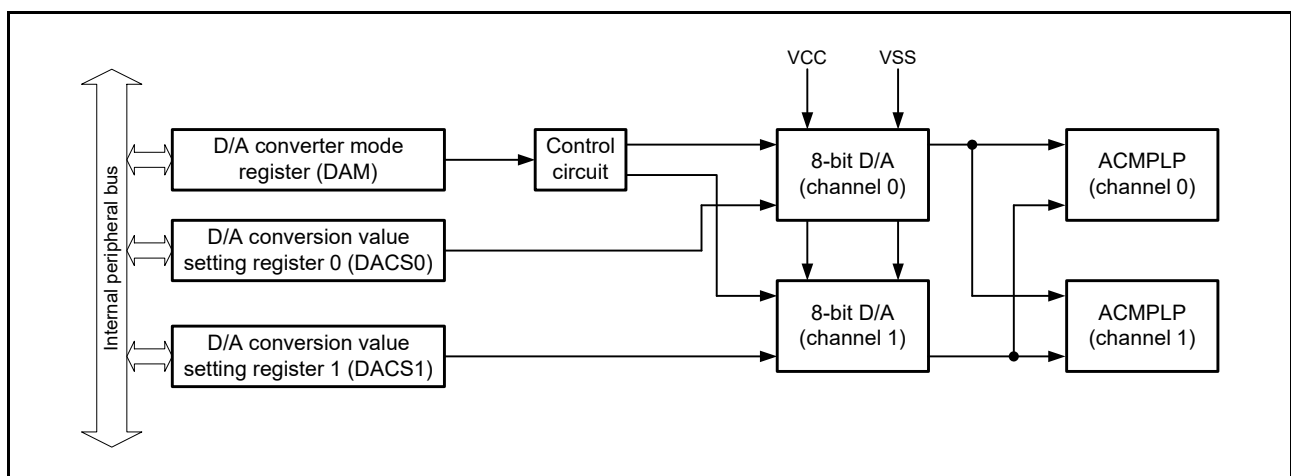 VCC
VSS
Internal peripheral bus
D/A converter mode
register (DAM)
Control
circuit
8-bit D/A
(channel 0)
ACMPLP
(channel 0)
D/A conversion value
setting register 0 (DACS0)
D/A conversion value
setting register 1 (DACS1)
8-bit D/A
(channel 1)
ACMPLP
(channel 1)